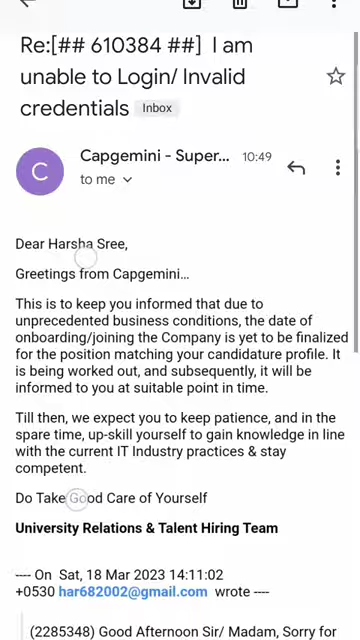 Re:[## 610384 ##] I am
unable to Login/ Invalid
credentials Inbox
C
Capgemini - Super... 10:49
to me
Dear Harsha Sree,
Greetings from Capgemini...
This is to keep you informed that due to
unprecedented business conditions, the date of
onboarding/joining the Company is yet to be finalized
for the position matching your candidature profile. It
is being worked out, and subsequently, it will be
informed to you at suitable point in time.
Till then, we expect you to keep patience, and in the
spare time, up-skill yourself to gain knowledge in line
with the current IT Industry practices & stay
competent.
Do Take Good Care of Yourself
University Relations & Talent Hiring Team
---- On Sat, 18 Mar 2023 14:11:02
+0530 har682002@gmail.com wrote ----
(2285348) Good Afternoon Sir/ Madam, Sorry for